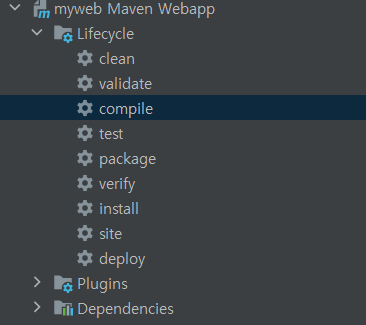 myweb Maven Webapp
Lifecycle
clean
validate
compile
test
package
verify
install
site
deploy
Plugins
Dependencies